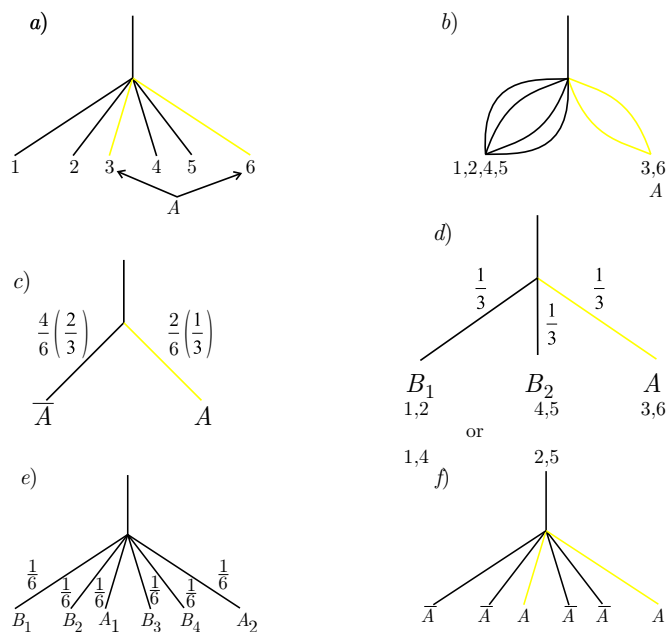 a)
1 2 3 4 5 6
A
b)
1,2,4,5 3,6
A
c)
4/6(2/3) 2/6(1/3)
A̅ A
d)
1/3 1/3
1/3
B₁ B₂ A
1,2 4,5 3,6
or
1,4 2,5
e)
1/6 1/6 1/6 1/6 1/6 1/6
B₁ B₂ A₁ B₃ B₄ A₂
f)
A̅ A̅ A A̅ A̅ A